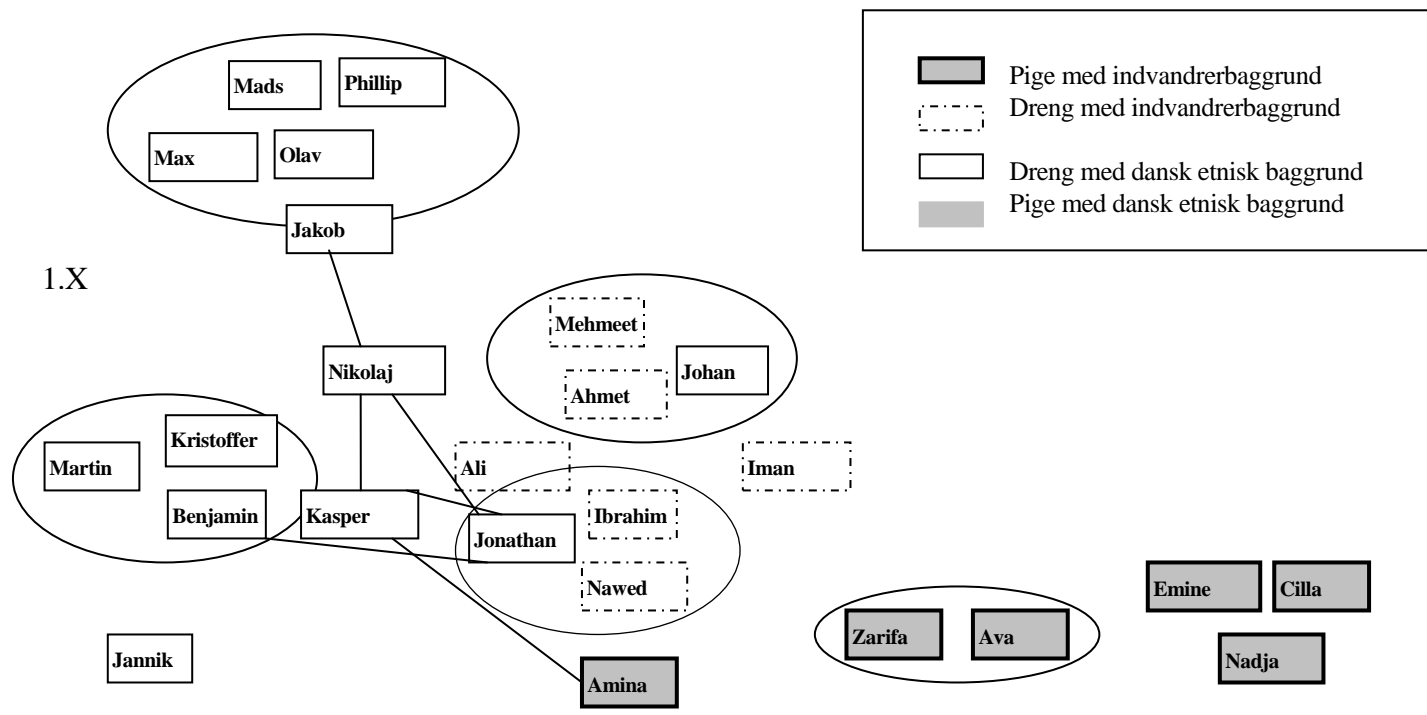 Mads
Phillip
Max
Olav
Jakob
Pige med indvandrerbaggrund
Dreng med indvandrerbaggrund
Dreng med dansk etnisk baggrund
Pige med dansk etnisk baggrund
1.X
Mehmeet
Nikolaj
Johan
Ahmet
Kristoffer
Martin
Ali
Iman
Benjamin
Kasper
Ibrahim
Jonathan
Nawed
Emine
Cilla
Zarifa
Ava
Jannik
Nadja
Amina